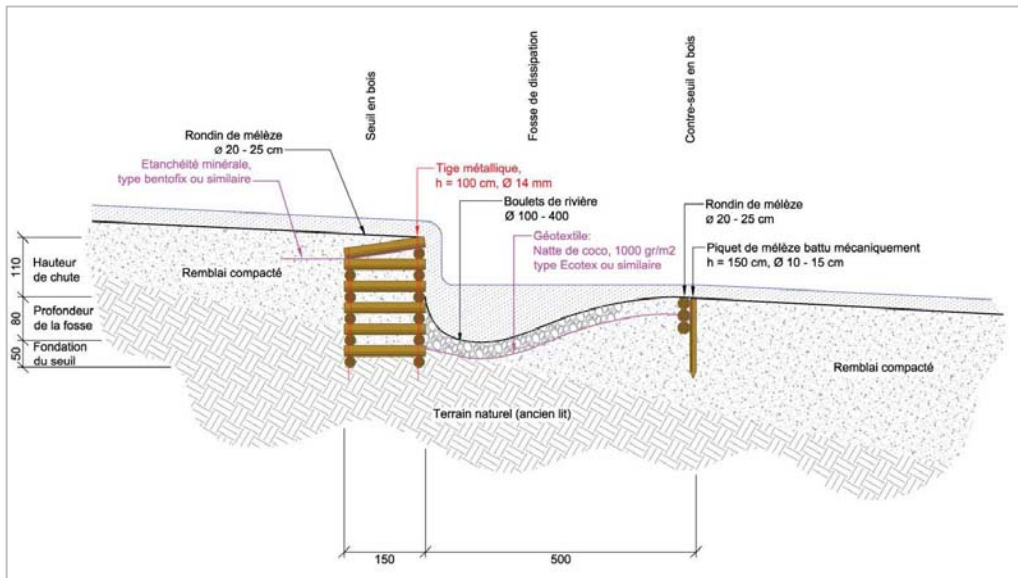 Seuil en bois
Fosse de dissipation
Contre-seuil en bois
Rondin de mélèze
ø 20 - 25 cm
Etanchéité minérale,
type bentofix ou similaire
Tige métallique,
h = 100 cm, Ø 14 mm
Boulets de rivière
Ø 100 - 400
Géotextile:
Natte de coco, 1000 gr/m2
type Ecotex ou similaire
Rondin de mélèze
ø 20 - 25 cm
Piquet de mélèze battu mécaniquement
h = 150 cm, Ø 10 - 15 cm
110
Hauteur
de chute
Remblai compacté
80
Profondeur
de la fosse
50
Fondation
du seuil
Remblai compacté
Terrain naturel (ancien lit)
150
500